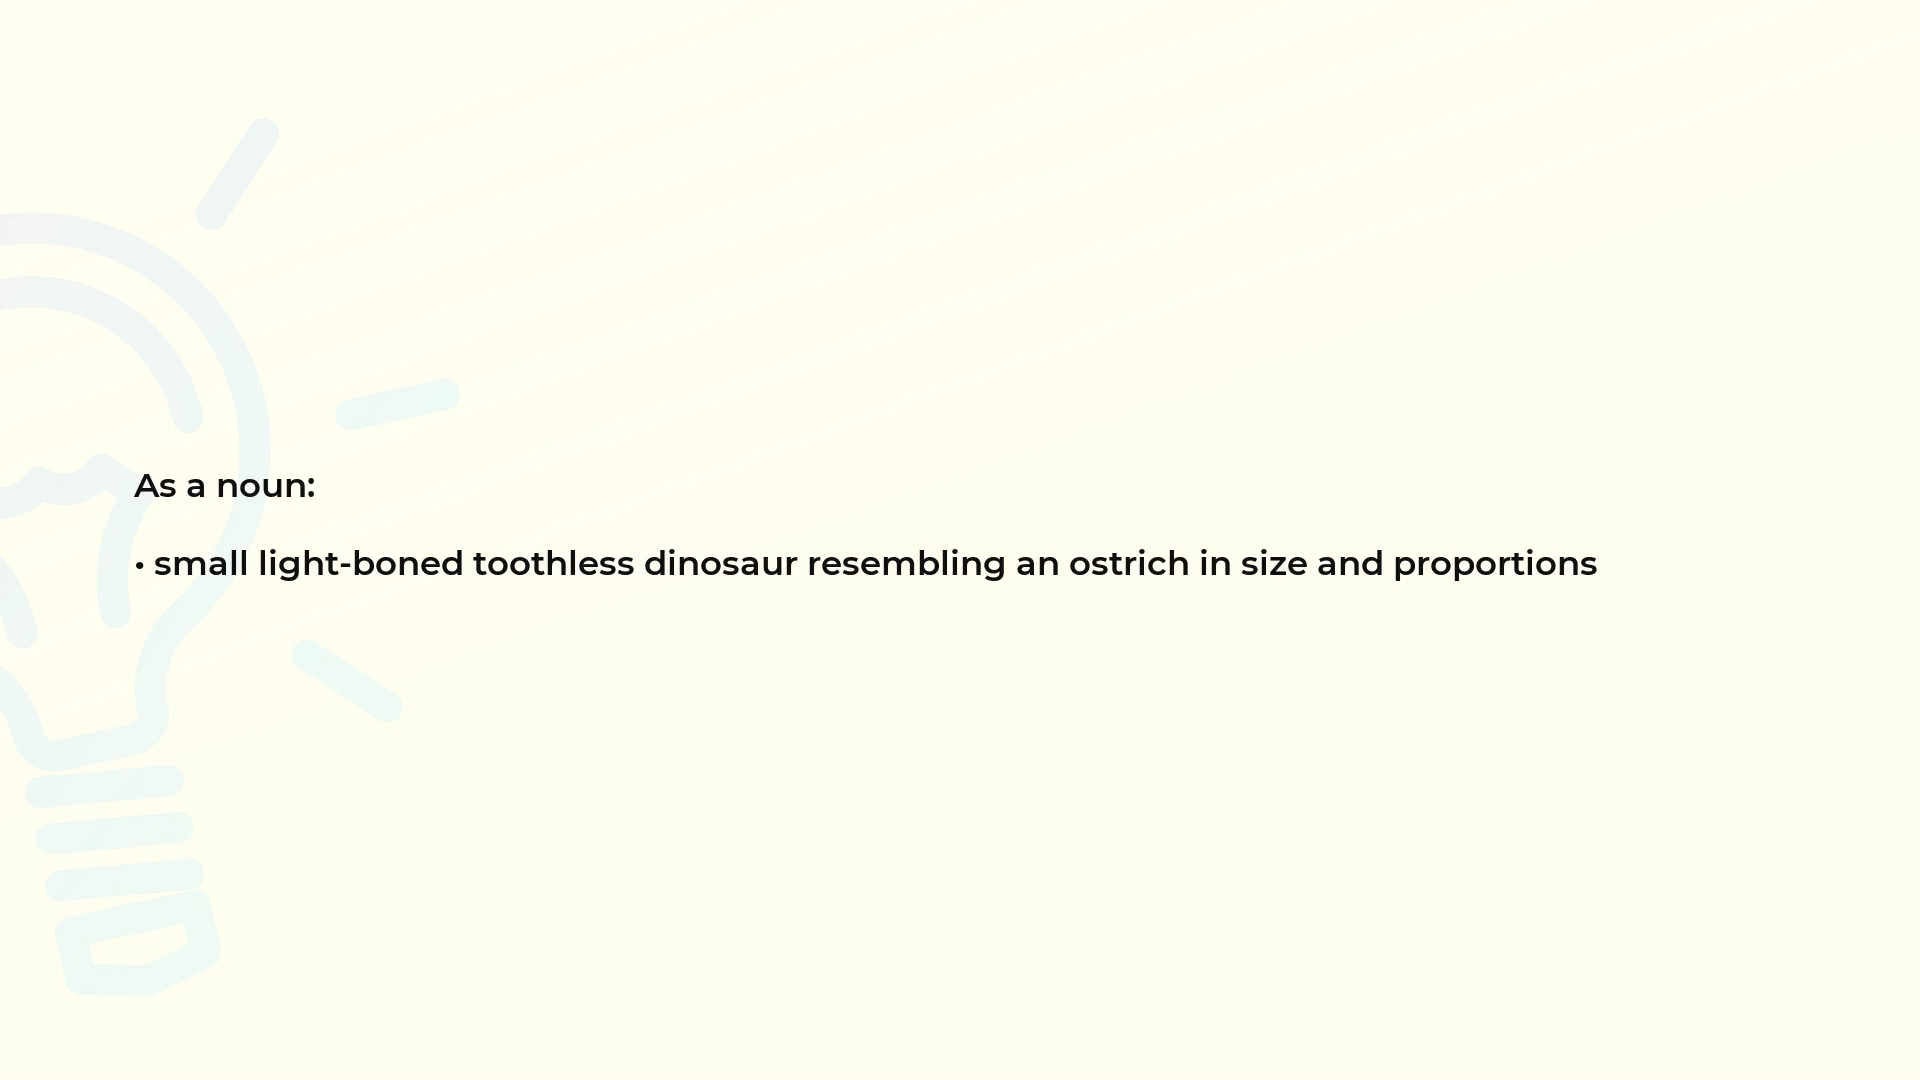 As a noun:
• small light-boned toothless dinosaur resembling an ostrich in size and proportions